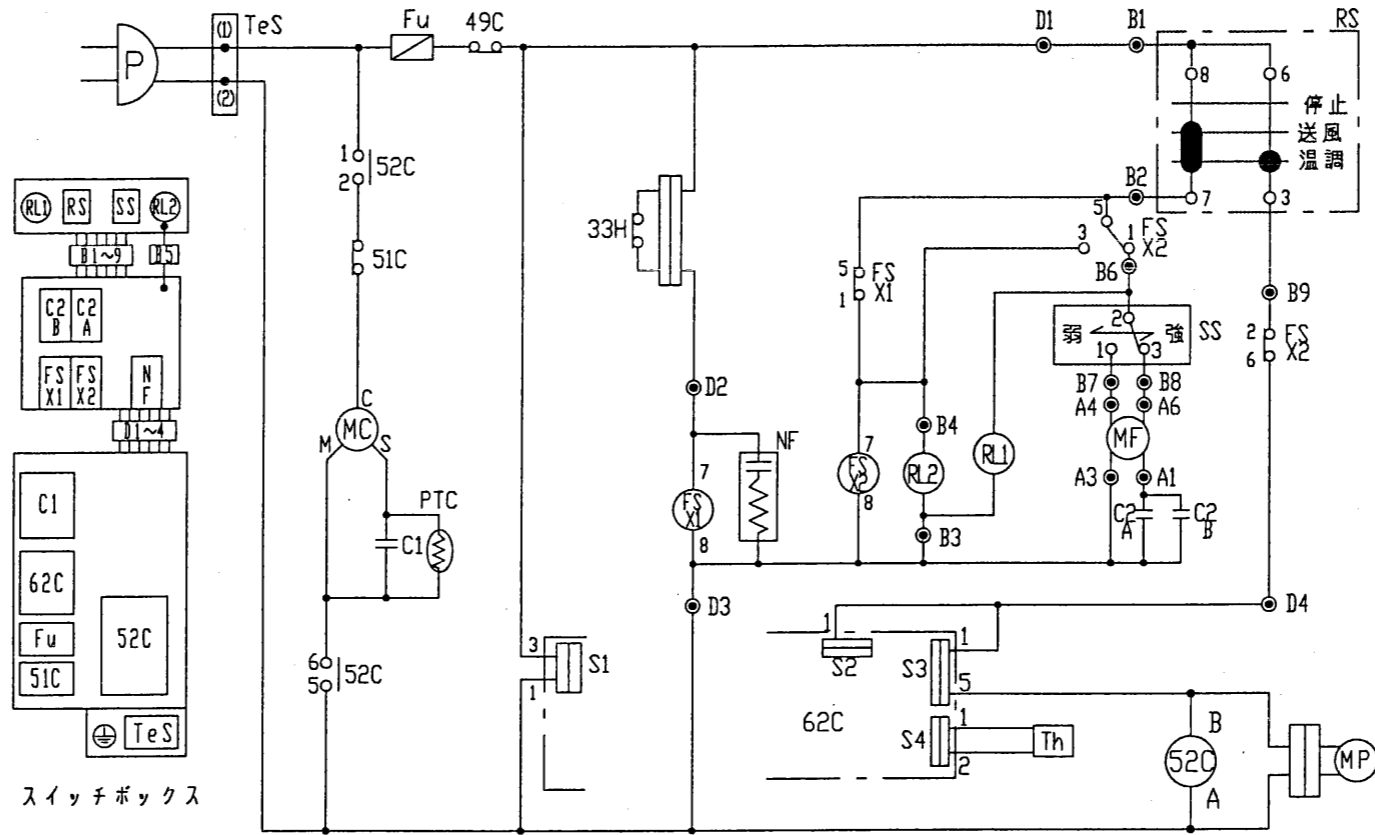 (1) TeS
P
(2)
Fu
49C
D1
B1
RS
8
6
停止
送風
温調
B2
7
3
1
2
52C
51C
33H
5
3
1
FS
X2
B6
5
1
FS
X1
2
弱
強
SS
1
3
B9
2
6
FS
X2
B7
B8
A4
A6
MF
A3
A1
C2
A
C2
B
RL1
RS
SS
RL2
B1~9
B5
C2
B
C2
A
FS
X1
FS
X2
N
F
D1~4
C1
62C
Fu
51C
52C
TeS
スイッチボックス
C
MC
M
S
PTC
C1
6
5
52C
D2
NF
7
FS
X1
8
D3
7
FS
X2
8
B4
RL2
RL1
B3
D4
3
1
S1
1
S2
S3
1
5
62C
S4
1
2
Th
B
52C
A
MP